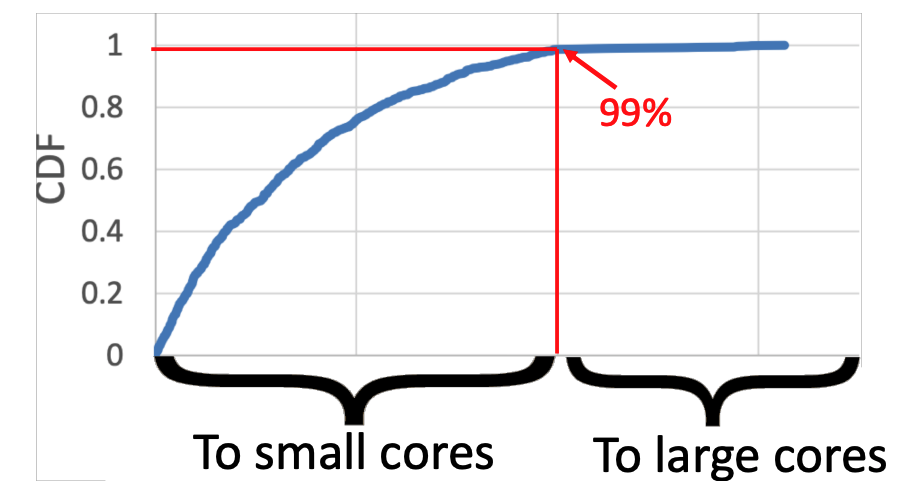 1
0.8
0.6
0.4
0.2
0
CDF
99%
To small cores
To large cores